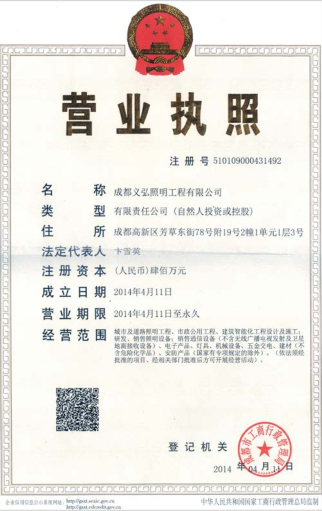 营业执照
注册号 510109000431492
名称 成都义弘照明工程有限公司
类型 有限责任公司（自然人投资或控股）
住所 成都高新区芳草东街78号附19号2幢1单元1层3号
法定代表人 卞雪英
注册资本 (人民币)肆佰万元
成立日期 2014年4月11日
营业期限 2014年4月11日至永久
经营范围 城市及道路照明工程、市政公用工程、建筑智能化工程设计及施工；
研发、销售照明设备；销售通信设备（不含无线广播电视发射及卫星
地面接收设备）、电子产品、灯具、机械设备、五金交电、建材（不
含危险化学品）、安防产品（国家有专项规定的除外）。（依法须经
批准的项目，经相关部门批准后方可开展经营活动）。
登记机关
成都市工商行政管理局
2014年04月11日
企业信用信息公示系统网址：
http://gsxt.scaic.gov.cn
http://gsxt.cdcredit.gov.cn
中华人民共和国国家工商行政管理总局监制